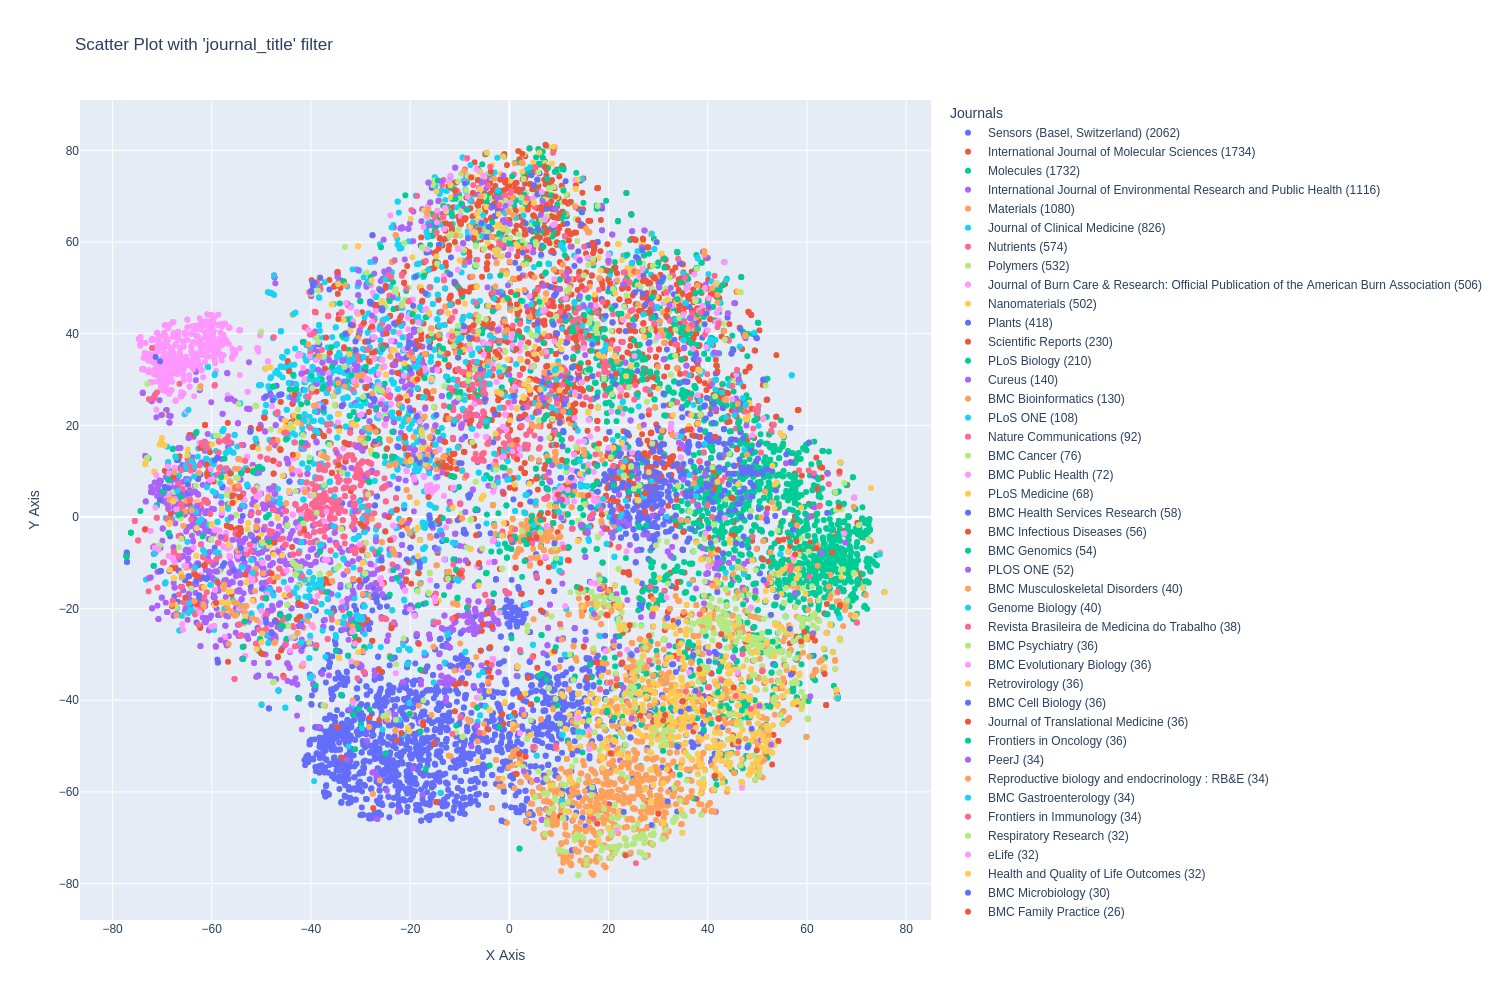 Scatter Plot with 'journal_title' filter
Journals
Sensors (Basel, Switzerland) (2062)
International Journal of Molecular Sciences (1734)
Molecules (1732)
International Journal of Environmental Research and Public Health (1116)
Materials (1080)
Journal of Clinical Medicine (826)
Nutrients (574)
Polymers (532)
Journal of Burn Care & Research: Official Publication of the American Burn Association (506)
Nanomaterials (502)
Plants (418)
Scientific Reports (230)
PLoS Biology (210)
Cureus (140)
BMC Bioinformatics (130)
PLoS ONE (108)
Nature Communications (92)
BMC Cancer (76)
BMC Public Health (72)
PLoS Medicine (68)
BMC Health Services Research (58)
BMC Infectious Diseases (56)
BMC Genomics (54)
PLOS ONE (52)
BMC Musculoskeletal Disorders (40)
Genome Biology (40)
Revista Brasileira de Medicina do Trabalho (38)
BMC Psychiatry (36)
BMC Evolutionary Biology (36)
Retrovirology (36)
BMC Cell Biology (36)
Journal of Translational Medicine (36)
Frontiers in Oncology (36)
PeerJ (34)
Reproductive biology and endocrinology : RB&E (34)
BMC Gastroenterology (34)
Frontiers in Immunology (34)
Respiratory Research (32)
eLife (32)
Health and Quality of Life Outcomes (32)
BMC Microbiology (30)
BMC Family Practice (26)
80
60
40
20
0
−20
−40
−60
−80
Y Axis
−80 −60 −40 −20 0 20 40 60 80
X Axis